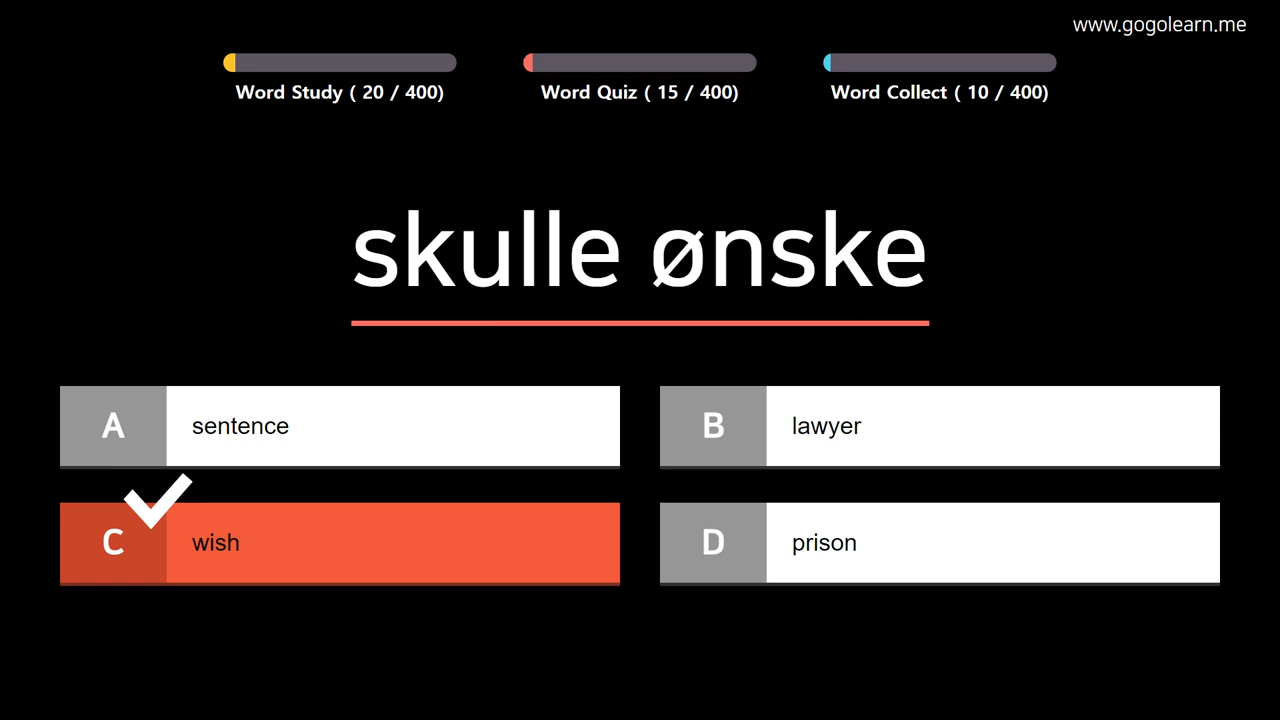 www.gogolearn.me
Word Study ( 20 / 400)
Word Quiz ( 15 / 400)
Word Collect ( 10 / 400)
skulle ønske
A sentence
B lawyer
C wish
D prison